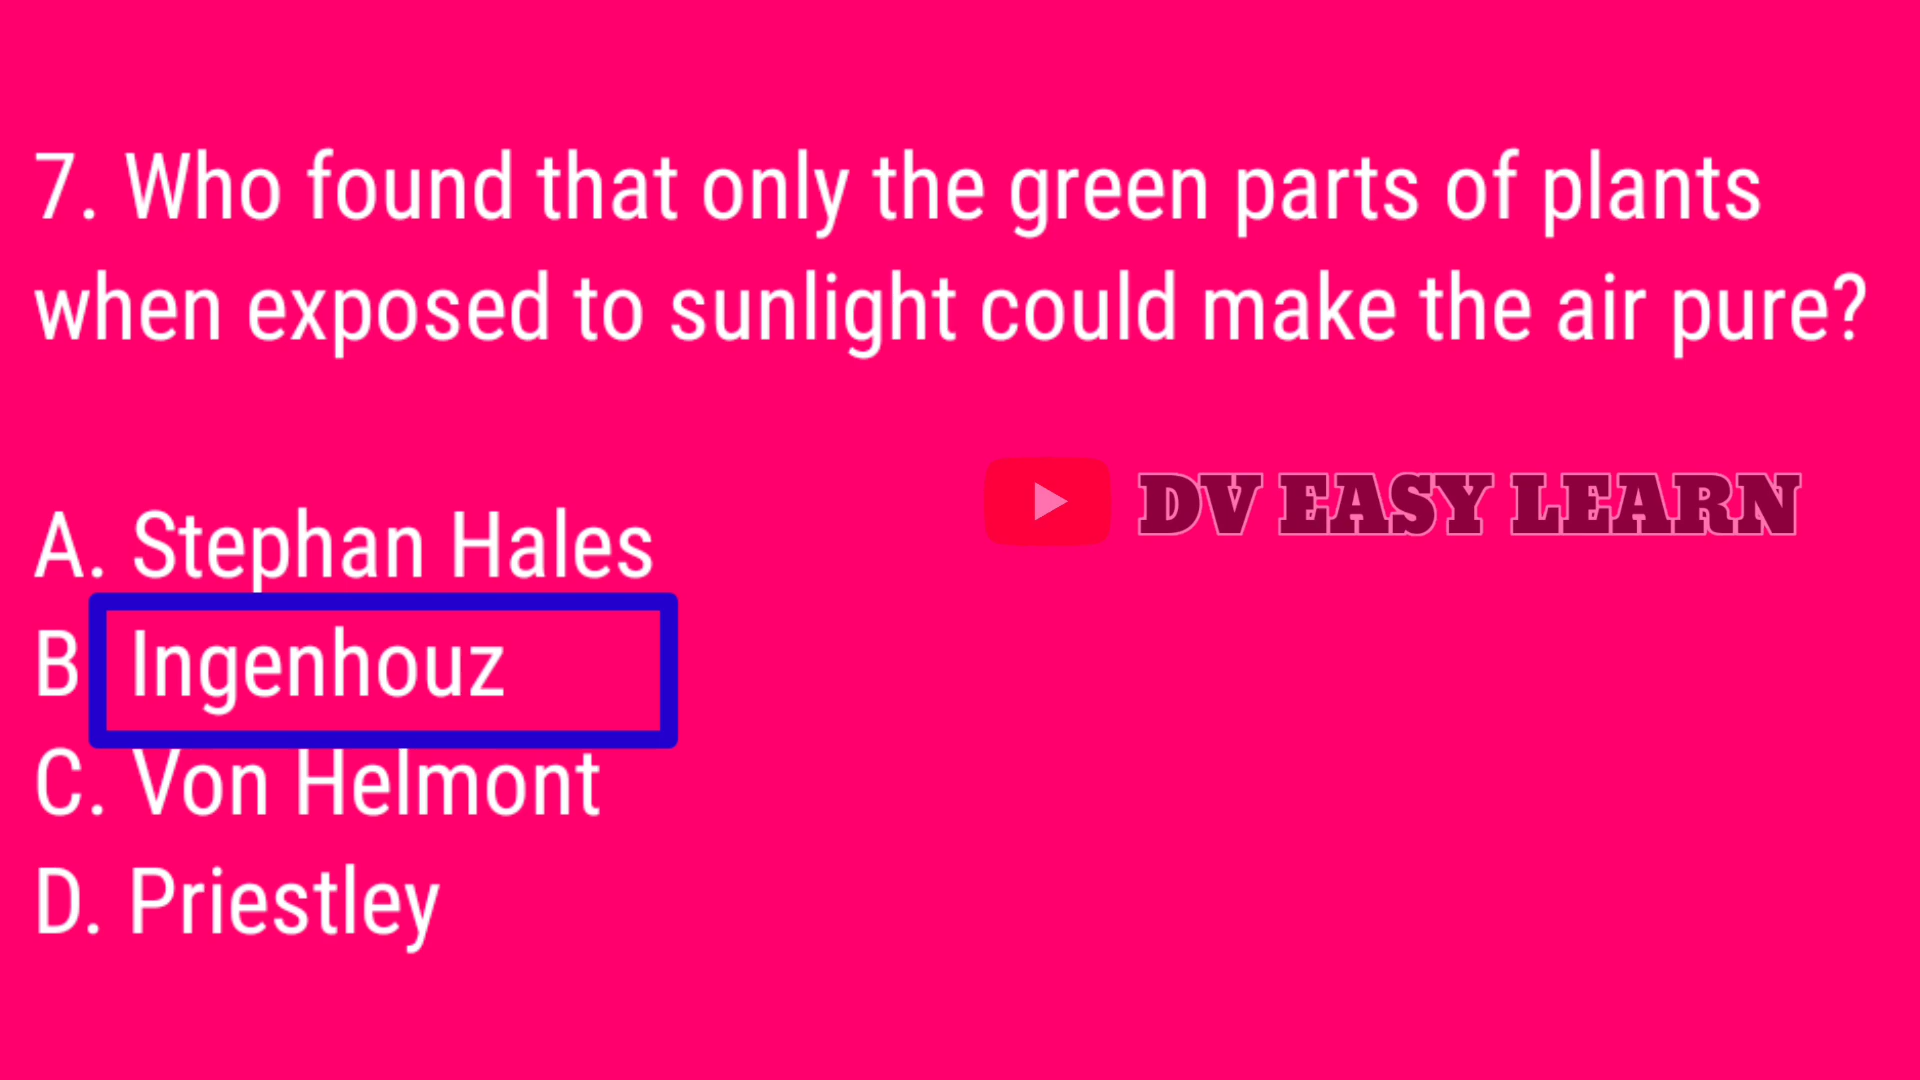 7. Who found that only the green parts of plants
when exposed to sunlight could make the air pure?
DV EASY LEARN
A. Stephan Hales
B Ingenhouz
C. Von Helmont
D. Priestley